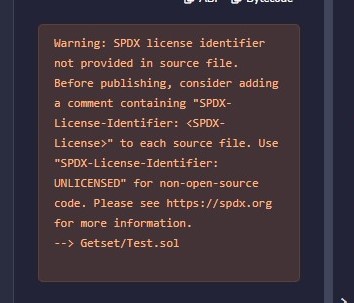 ABI Bytecode
Warning: SPDX license identifier
not provided in source file.
Before publishing, consider adding
a comment containing "SPDX-
License-Identifier: <SPDX-
License>" to each source file. Use
"SPDX-License-Identifier:
UNLICENSED" for non-open-source
code. Please see https://spdx.org
for more information.
--> Getset/Test.sol